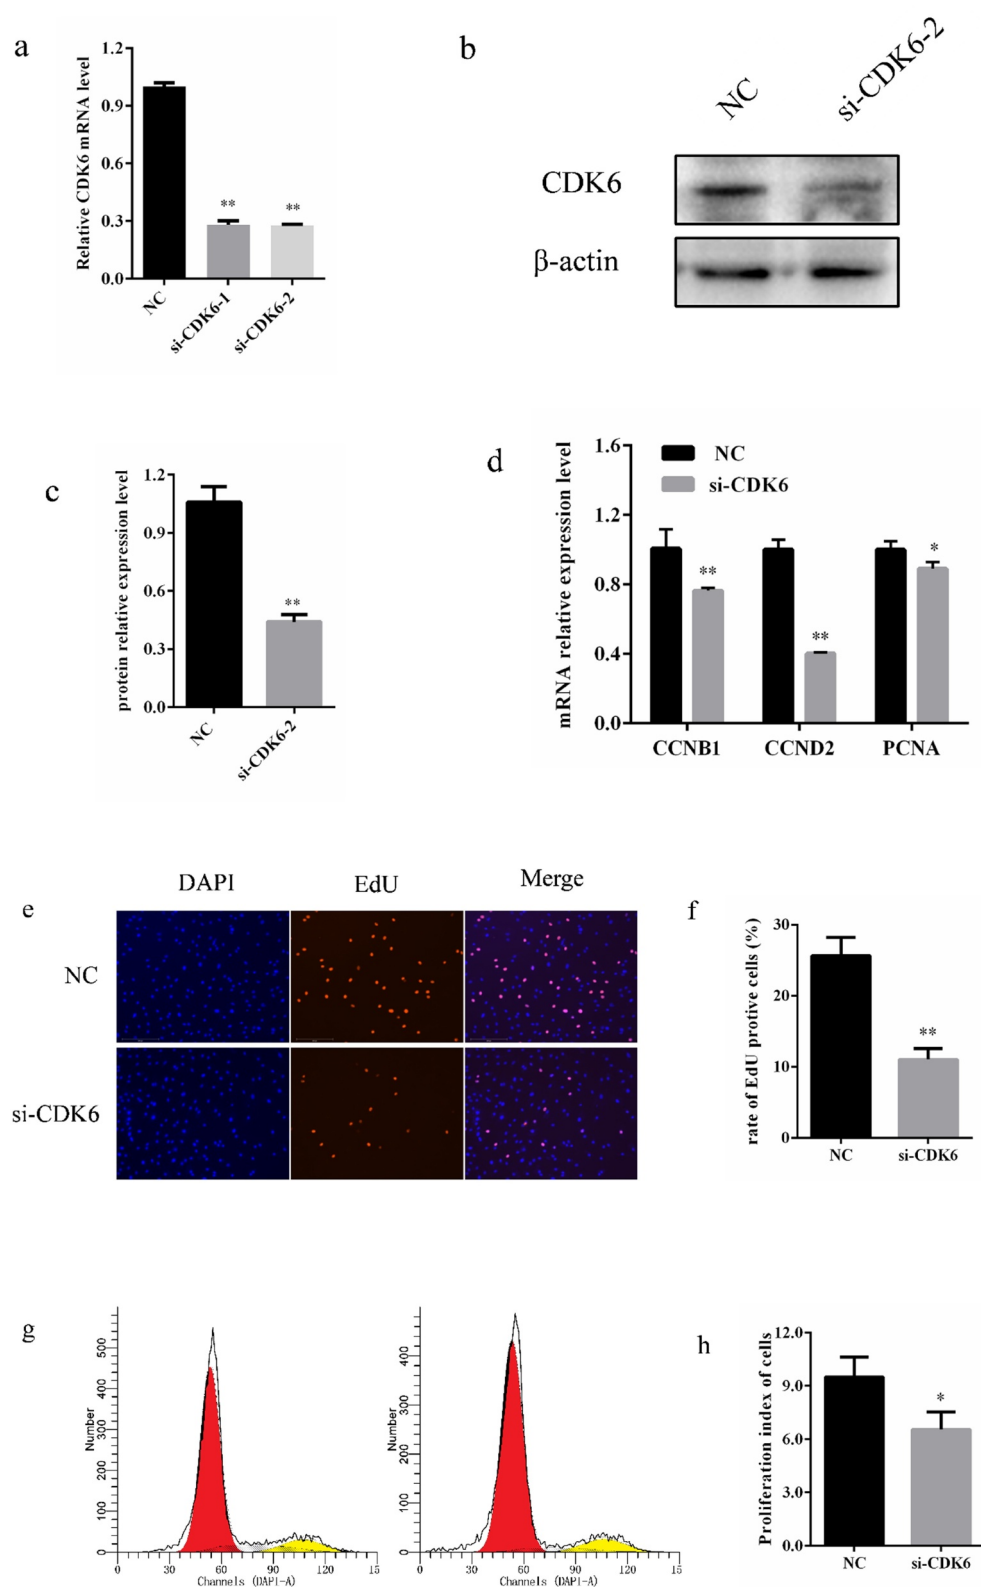 a
Relative CDK6 mRNA level
1.2
0.9
0.6
0.3
0.0
**
**
NC
si-CDK6-1
si-CDK6-2
b
NC
si-CDK6-2
CDK6
β-actin
c
protein relative expression level
1.2
0.9
0.6
0.3
0.0
**
NC
si-CDK6-2
d
mRNA relative expression level
1.6
1.2
0.8
0.4
0.0
NC
si-CDK6
**
**
*
CCNB1
CCND2
PCNA
e
DAPI
EdU
Merge
NC
si-CDK6
f
rate of EdU protive cells (%)
30
20
10
0
**
NC
si-CDK6
g
Number
500
400
300
200
100
0
0 30 60 90 120 15
Channels (DAPI-A)
Number
400
300
200
100
0
0 30 60 90 120 15
Channels (DAPI-A)
h
Proliferation index of cells
12.0
9.0
6.0
3.0
0.0
*
NC
si-CDK6